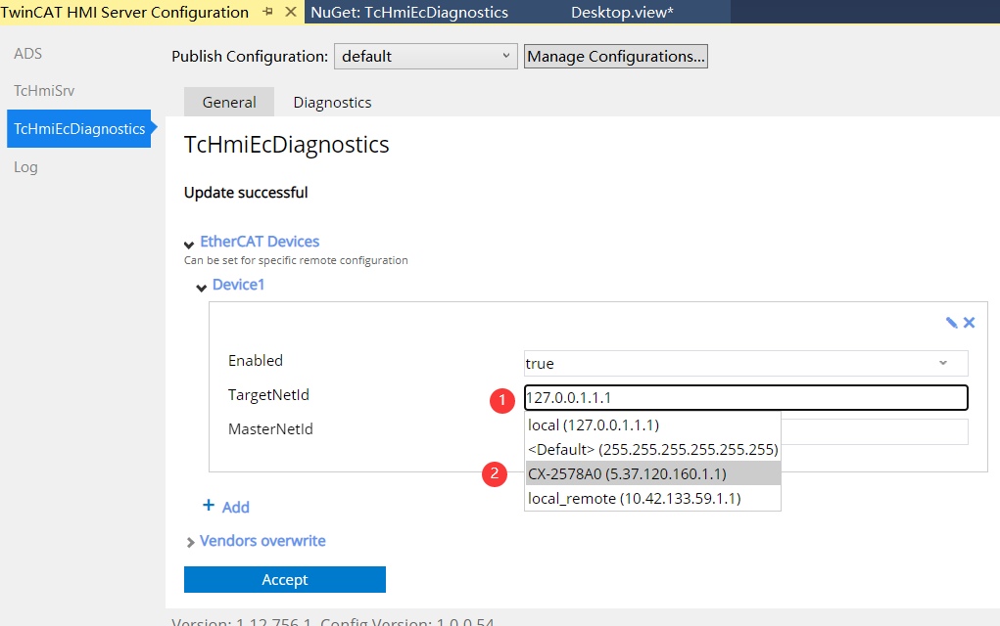 TwinCAT HMI Server Configuration NuGet: TcHmiEcDiagnostics Desktop.view*
ADS
Publish Configuration: default Manage Configurations...
TcHmiSrv
General Diagnostics
TcHmiEcDiagnostics
TcHmiEcDiagnostics
Log
Update successful
EtherCAT Devices
Can be set for specific remote configuration
Device1
Enabled true
TargetNetId 1 127.0.0.1.1.1
MasterNetId
local (127.0.0.1.1.1)
<Default> (255.255.255.255.255.255)
2 CX-2578A0 (5.37.120.160.1.1)
local_remote (10.42.133.59.1.1)
+ Add
Vendors overwrite
Accept
Version: 1.12.756.1, Config Version: 1.0.0.54